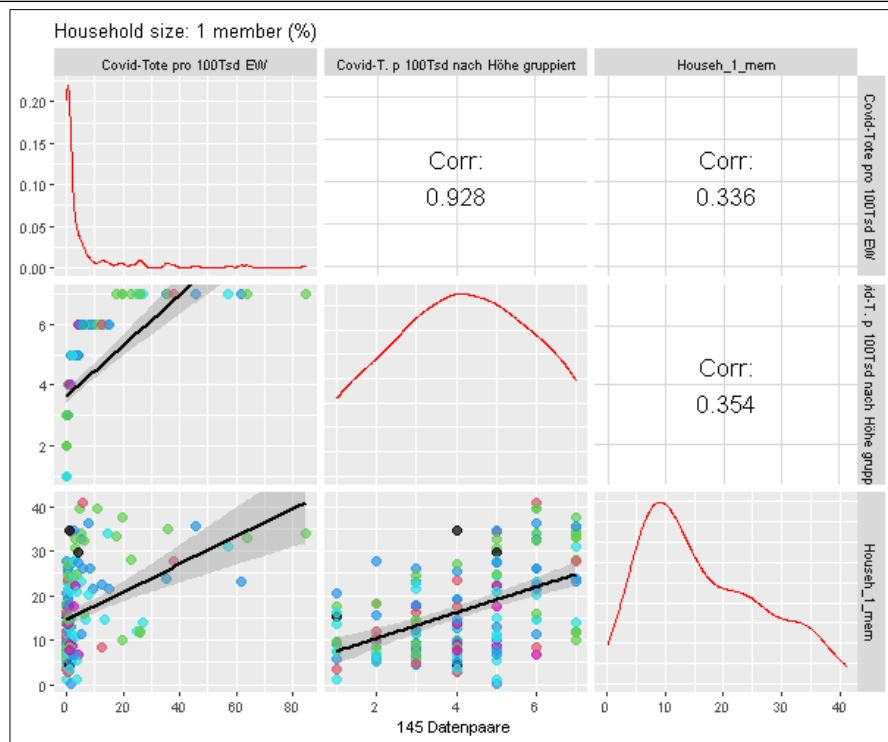 Household size: 1 member (%)
Covid-Tote pro 100Tsd EW
Covid-T. p 100Tsd nach Höhe gruppiert
Househ_1_mem
0.20
0.15
0.10
0.05
0.00
Corr:
0.928
Corr:
0.336
Covid-Tote pro 100Tsd EW
6
4
2
Corr:
0.354
vid-T. p 100Tsd nach Höhe grupp
40
30
20
10
0
Househ_1_mem
0
20
40
60
80
2
4
6
0
10
20
30
40
145 Datenpaare